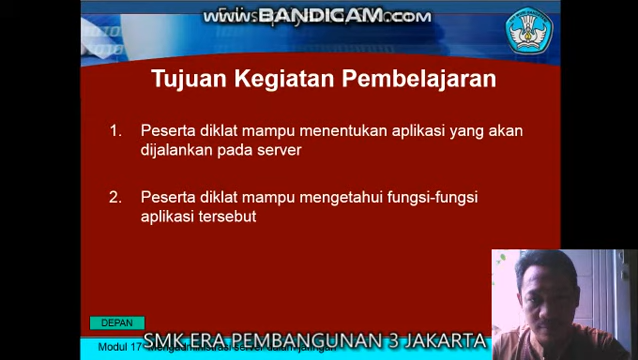 www.BANDICAM.com
Tujuan Kegiatan Pembelajaran
1. Peserta diklat mampu menentukan aplikasi yang akan
dijalankan pada server
2. Peserta diklat mampu mengetahui fungsi-fungsi
aplikasi tersebut
DEPAN
Modul 17
SMK ERA PEMBANGUNAN 3 JAKARTA